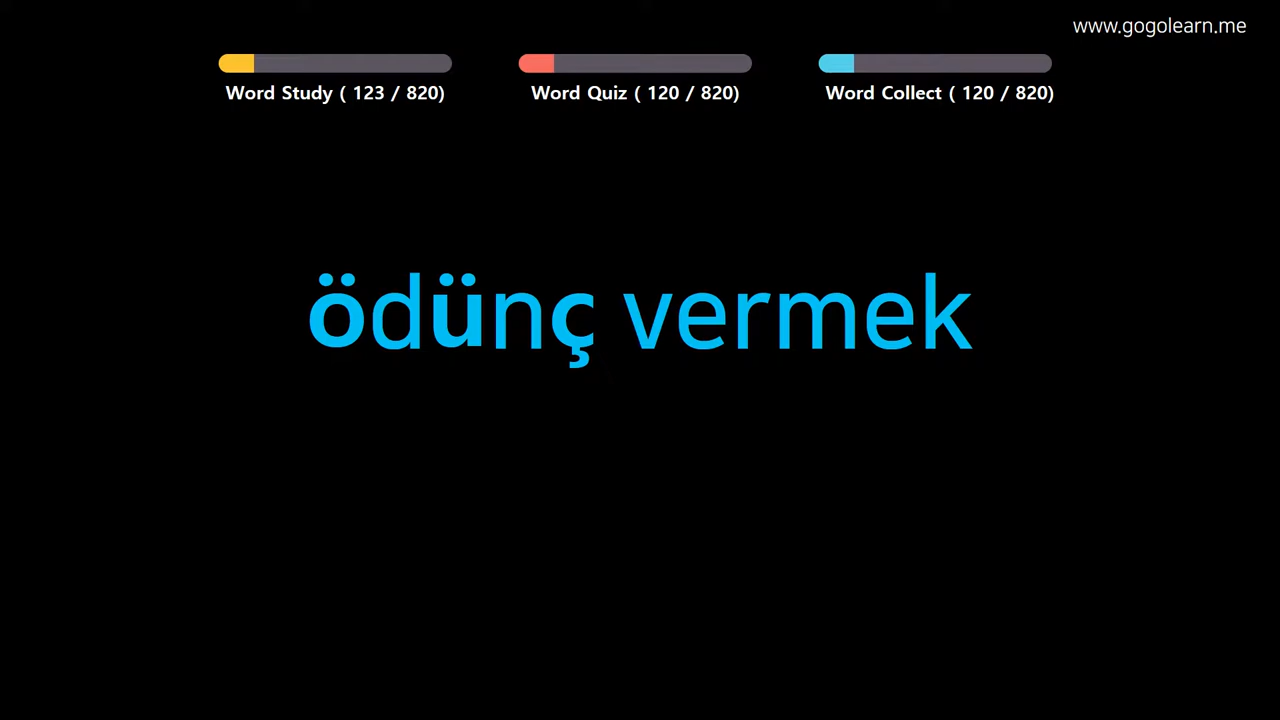 www.gogolearn.me
Word Study ( 123 / 820)
Word Quiz ( 120 / 820)
Word Collect ( 120 / 820)
ödünç vermek